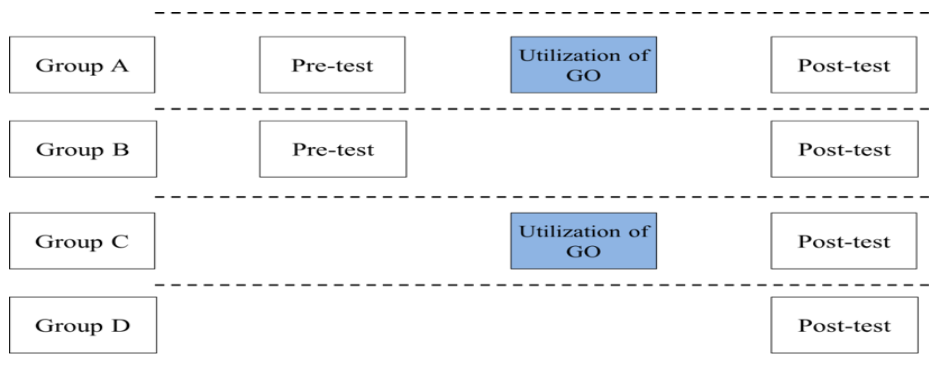 Group A
Pre-test
Utilization of
GO
Post-test
Group B
Pre-test
Post-test
Group C
Utilization of
GO
Post-test
Group D
Post-test